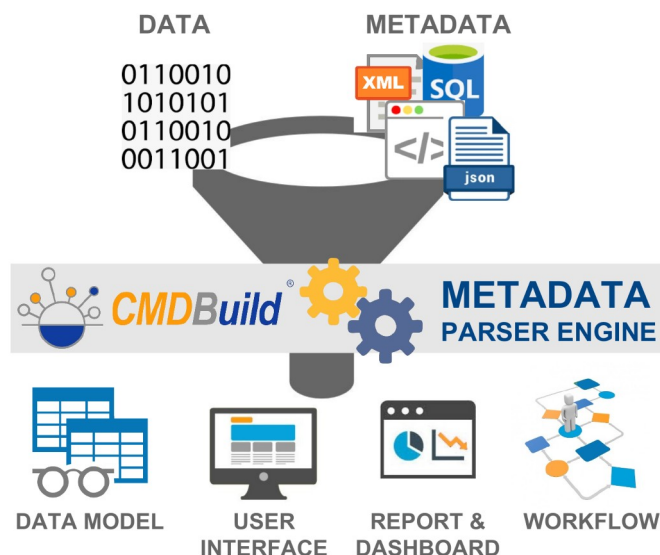 DATA
METADATA
0110010
1010101
0110010
0011001
XML
SQL
</>
json
CMDBuild®
METADATA
PARSER ENGINE
DATA MODEL
USER
INTERFACE
REPORT &
DASHBOARD
WORKFLOW